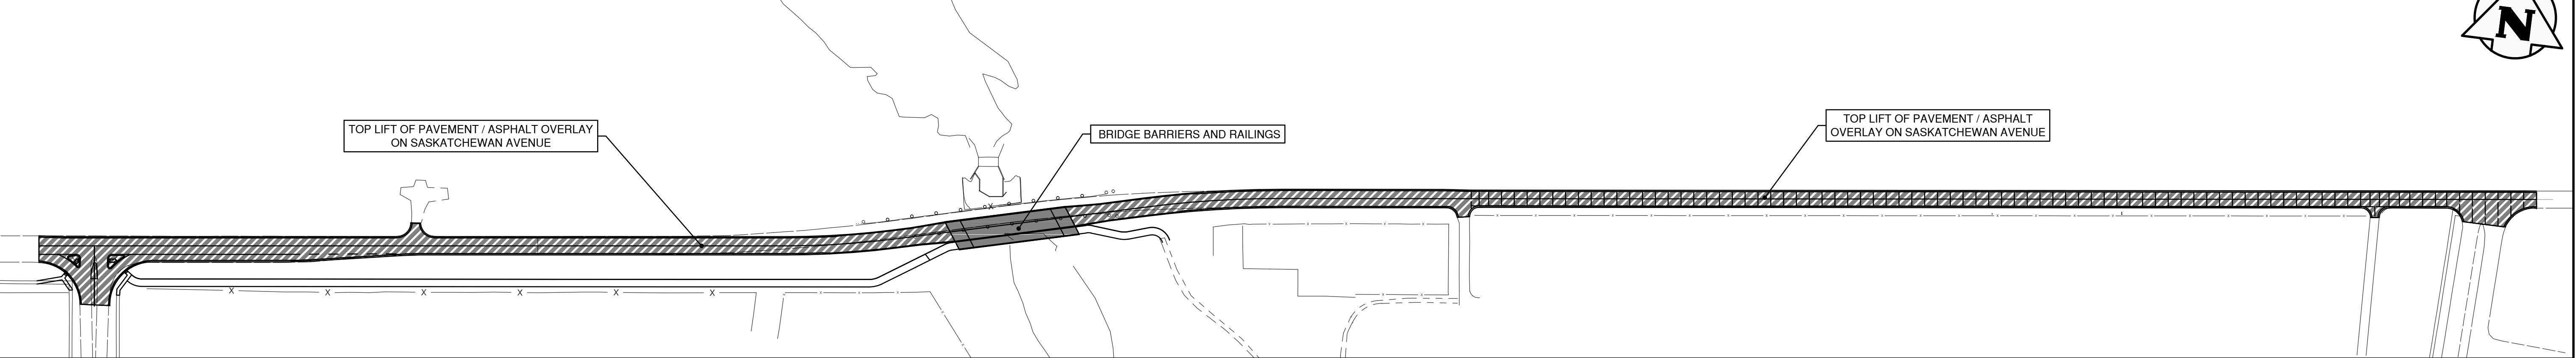 N
TOP LIFT OF PAVEMENT / ASPHALT OVERLAY
ON SASKATCHEWAN AVENUE
BRIDGE BARRIERS AND RAILINGS
TOP LIFT OF PAVEMENT / ASPHALT
OVERLAY ON SASKATCHEWAN AVENUE